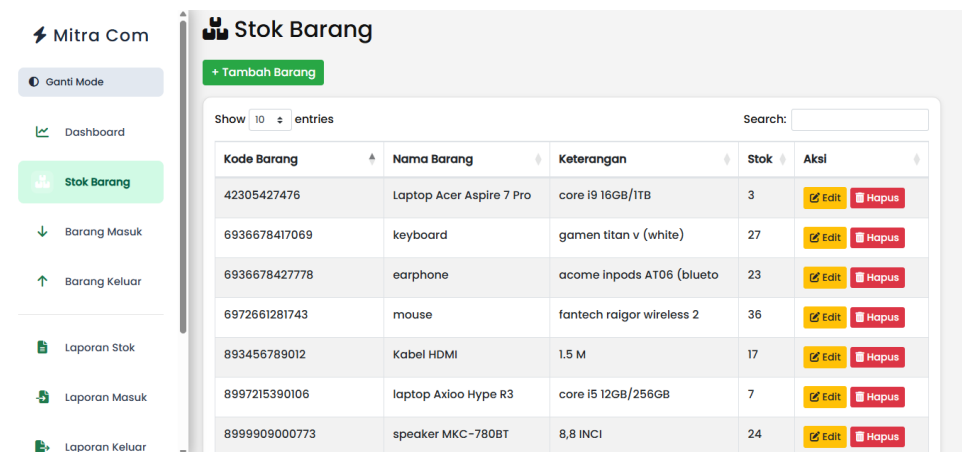 Mitra Com
Ganti Mode
Dashboard
Stok Barang
Barang Masuk
Barang Keluar
Laporan Stok
Laporan Masuk
Laporan Keluar
Stok Barang
+ Tambah Barang
Show 10 entries Search:
Kode Barang Nama Barang Keterangan Stok Aksi
42305427476 Laptop Acer Aspire 7 Pro core i9 16GB/1TB 3 Edit Hapus
6936678417069 keyboard gamen titan v (white) 27 Edit Hapus
6936678427778 earphone acome inpods AT06 (blueto 23 Edit Hapus
6972661281743 mouse fantech raigor wireless 2 36 Edit Hapus
893456789012 Kabel HDMI 1.5 M 17 Edit Hapus
8997215390106 laptop Axioo Hype R3 core i5 12GB/256GB 7 Edit Hapus
8999909000773 speaker MKC-780BT 8,8 INCI 24 Edit Hapus